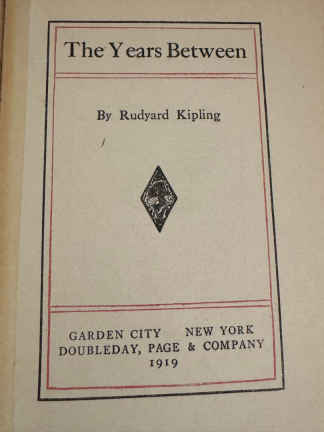 The Years Between
By Rudyard Kipling
GARDEN CITY NEW YORK
DOUBLEDAY, PAGE & COMPANY
1919